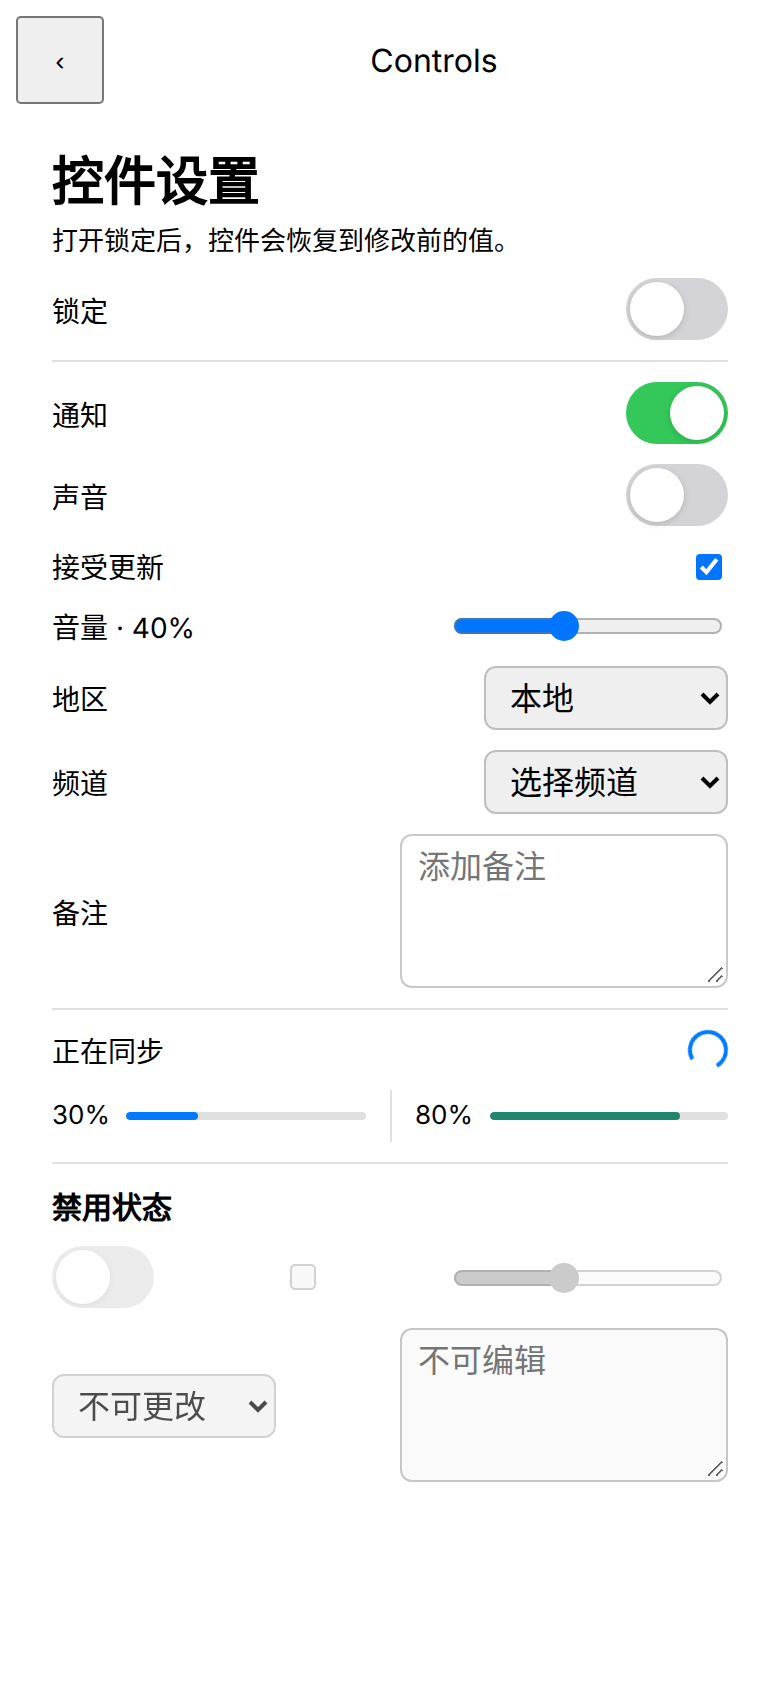 ‹
Controls
控件设置
打开锁定后，控件会恢复到修改前的值。
锁定
通知
声音
接受更新
音量 · 40%
地区
本地
频道
选择频道
备注
添加备注
正在同步
30%
80%
禁用状态
不可更改
不可编辑